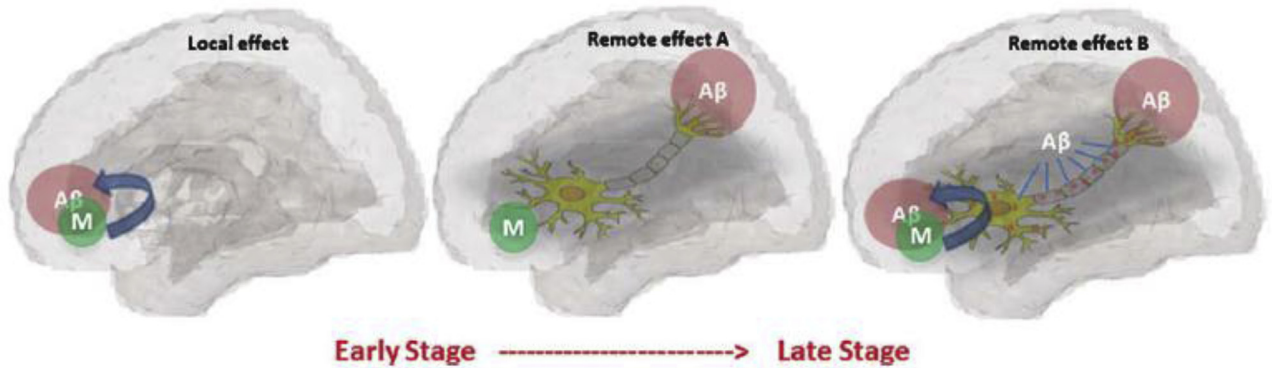 Local effect
Remote effect A
Remote effect B
Aβ
M
Aβ
M
Aβ
Aβ
Aβ
M
Early Stage ------------------------> Late Stage